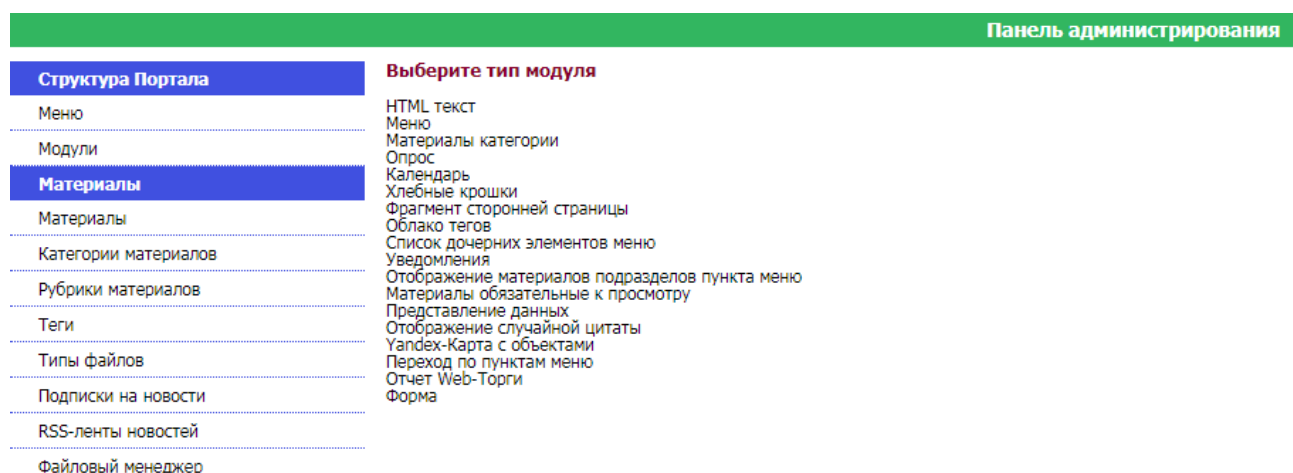 Панель администрирования
Структура Портала
Меню
Модули
Материалы
Материалы
Категории материалов
Рубрики материалов
Теги
Типы файлов
Подписки на новости
RSS-ленты новостей
Файловый менеджер
Выберите тип модуля
HTML текст
Меню
Материалы категории
Опрос
Календарь
Хлебные крошки
Фрагмент сторонней страницы
Облако тегов
Список дочерних элементов меню
Уведомления
Отображение материалов подразделов пункта меню
Материалы обязательные к просмотру
Представление данных
Отображение случайной цитаты
Yandex-Карта с объектами
Переход по пунктам меню
Отчет Web-Торги
Форма